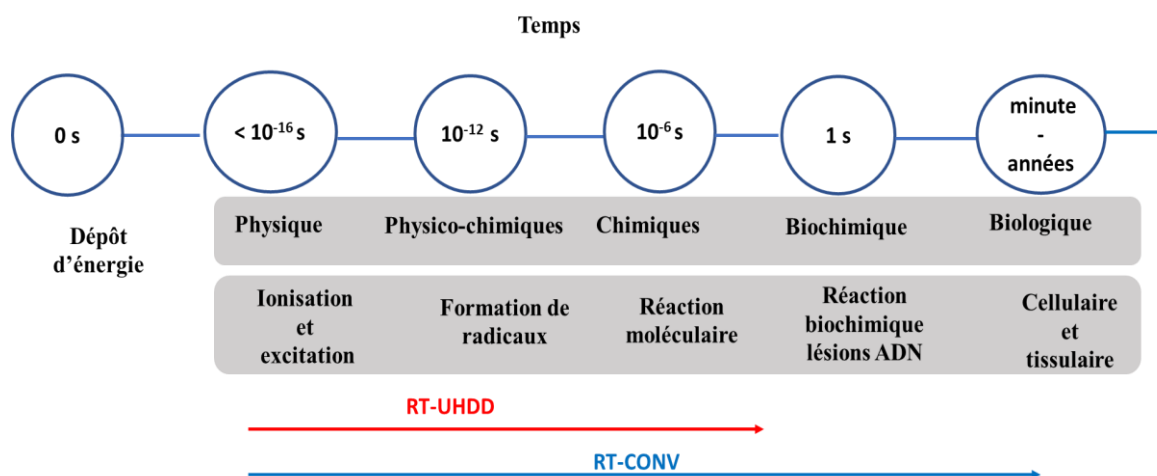 Temps
0 s
< 10⁻¹⁶ s
10⁻¹² s
10⁻⁶ s
1 s
minute
-
années
Dépôt
d’énergie
Physique
Physico-chimiques
Chimiques
Biochimique
Biologique
Ionisation
et
excitation
Formation de
radicaux
Réaction
moléculaire
Réaction
biochimique
lésions ADN
Cellulaire
et
tissulaire
RT-UHDD
RT-CONV